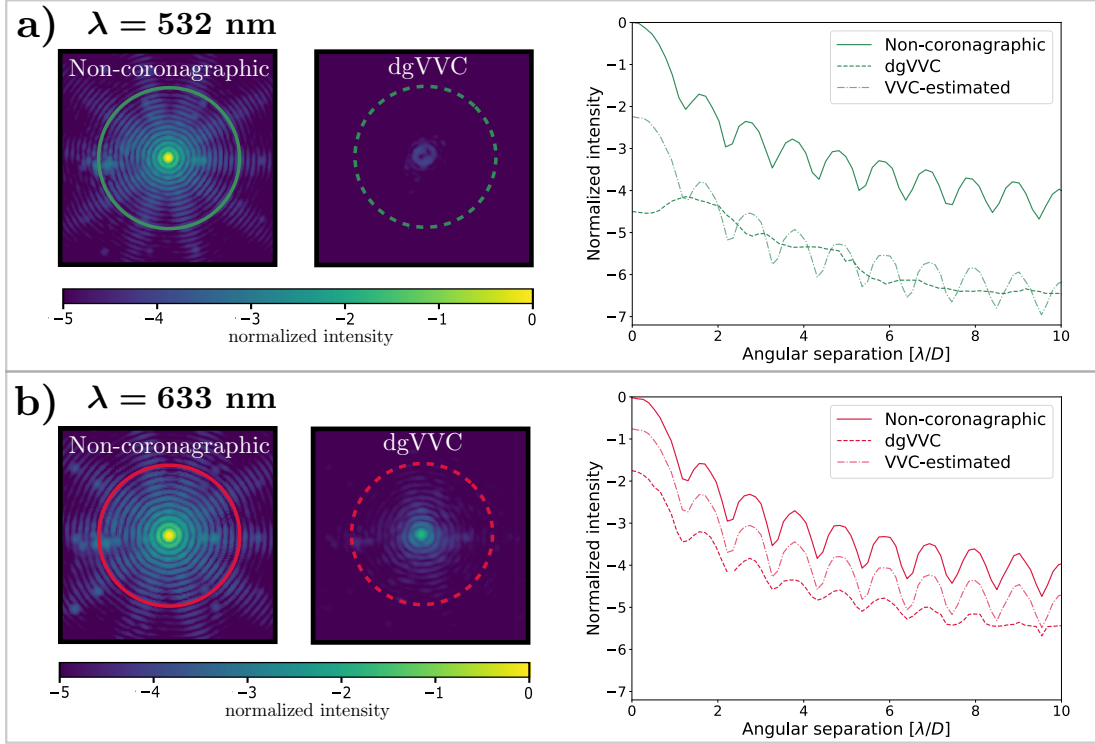 a) λ = 532 nm
Non-coronagraphic
dgVVC
−5 −4 −3 −2 −1 0
normalized intensity
0
−1
−2
−3
−4
−5
−6
−7
Normalized intensity
Non-coronagraphic
dgVVC
VVC-estimated
0 2 4 6 8 10
Angular separation [λ/D]
b) λ = 633 nm
Non-coronagraphic
dgVVC
−5 −4 −3 −2 −1 0
normalized intensity
0
−1
−2
−3
−4
−5
−6
−7
Normalized intensity
Non-coronagraphic
dgVVC
VVC-estimated
0 2 4 6 8 10
Angular separation [λ/D]